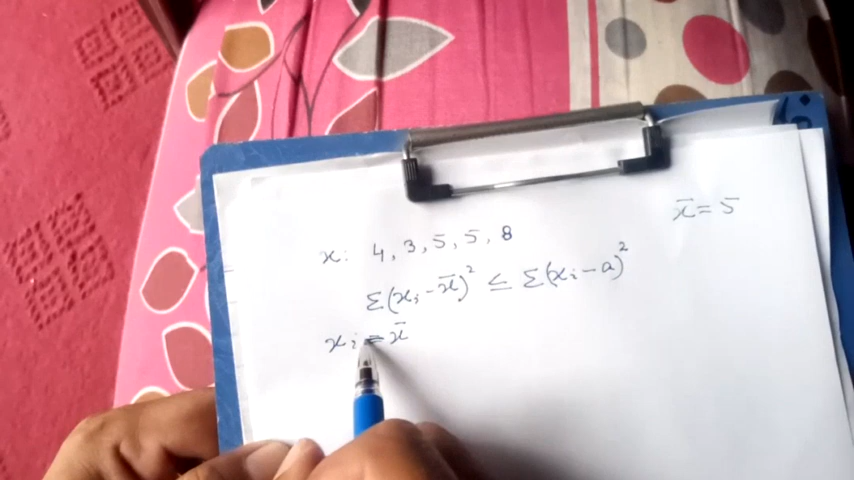 x̄ = 5
x: 4, 3, 5, 5, 8
Σ(xᵢ - x̄)² ≤ Σ(xᵢ - a)²
xᵢ = x̄